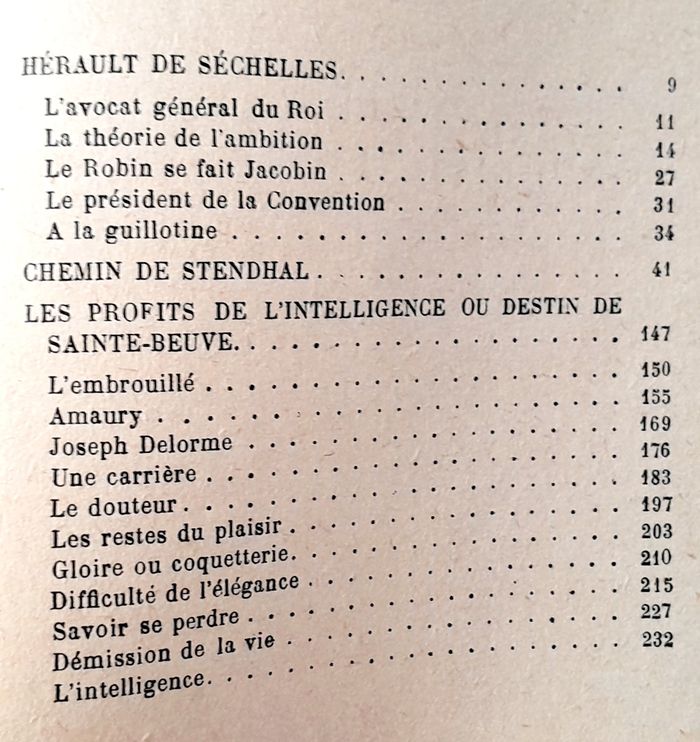 HÉRAULT DE SÉCHELLES. . . . . . . . . . . . . . . . 9
L'avocat général du Roi . . . . . . . . . . . . . . . 11
La théorie de l'ambition . . . . . . . . . . . . . . . 14
Le Robin se fait Jacobin . . . . . . . . . . . . . . . 27
Le président de la Convention . . . . . . . . . . . 31
A la guillotine . . . . . . . . . . . . . . . . . . . 34
CHEMIN DE STENDHAL . . . . . . . . . . . . . . . 41
LES PROFITS DE L'INTELLIGENCE OU DESTIN DE
SAINTE-BEUVE. . . . . . . . . . . . . . . . . . . 147
L'embrouillé . . . . . . . . . . . . . . . . . . . . 150
Amaury . . . . . . . . . . . . . . . . . . . . . . 155
Joseph Delorme . . . . . . . . . . . . . . . . . . 169
Une carrière . . . . . . . . . . . . . . . . . . . . 176
Le douteur. . . . . . . . . . . . . . . . . . . . . 183
Les restes du plaisir . . . . . . . . . . . . . . . . 197
Gloire ou coquetterie. . . . . . . . . . . . . . . . 203
Difficulté de l'élégance . . . . . . . . . . . . . . . 210
Savoir se perdre . . . . . . . . . . . . . . . . . . 215
Démission de la vie . . . . . . . . . . . . . . . . 227
L'intelligence. . . . . . . . . . . . . . . . . . . . 232